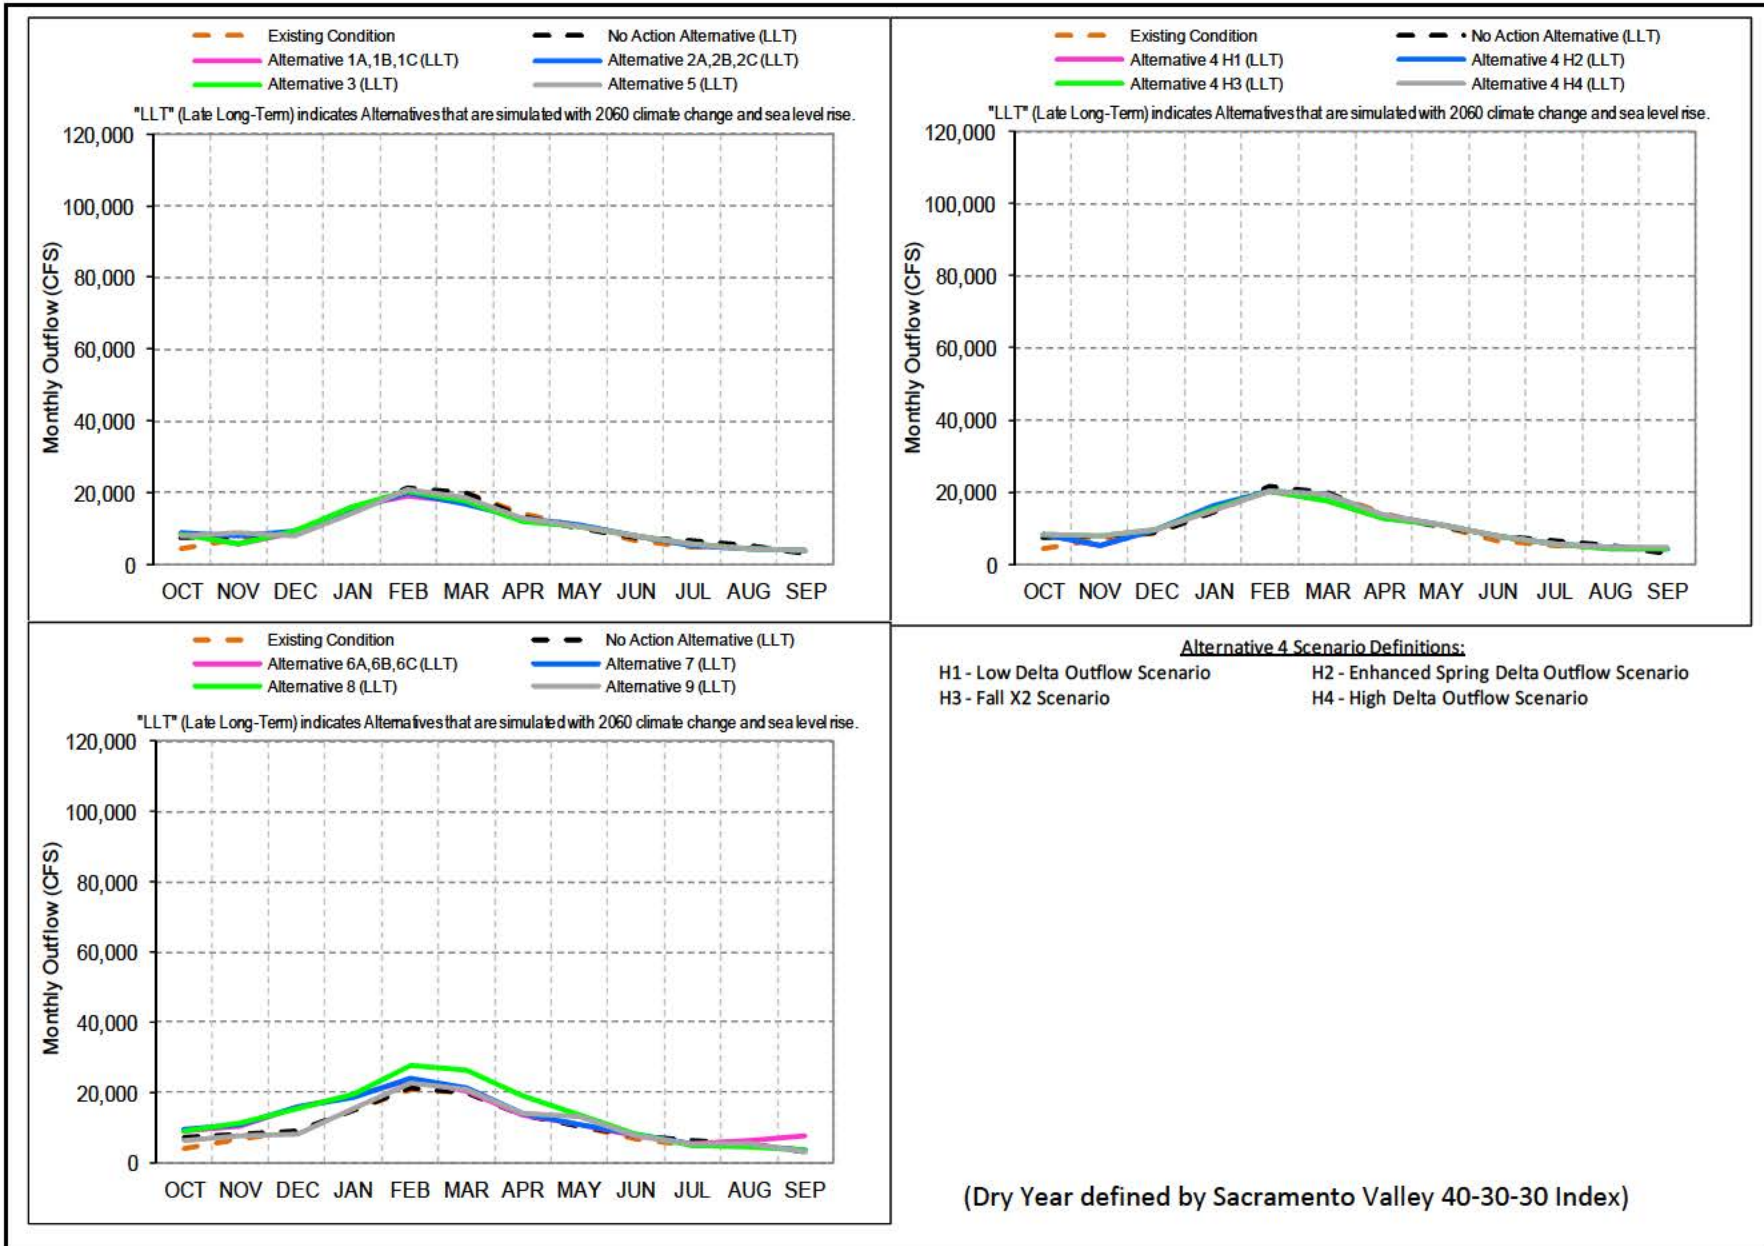 Existing Condition
No Action Alternative (LLT)
Alternative 1A,1B,1C (LLT)
Alternative 2A,2B,2C (LLT)
Alternative 3 (LLT)
Alternative 5 (LLT)
"LLT" (Late Long-Term) indicates Alternatives that are simulated with 2060 climate change and sea level rise.
120,000
100,000
80,000
60,000
40,000
20,000
0
Monthly Outflow (CFS)
OCT NOV DEC JAN FEB MAR APR MAY JUN JUL AUG SEP
Existing Condition
No Action Alternative (LLT)
Alternative 4 H1 (LLT)
Alternative 4 H2 (LLT)
Alternative 4 H3 (LLT)
Alternative 4 H4 (LLT)
"LLT" (Late Long-Term) indicates Alternatives that are simulated with 2060 climate change and sea level rise.
120,000
100,000
80,000
60,000
40,000
20,000
0
Monthly Outflow (CFS)
OCT NOV DEC JAN FEB MAR APR MAY JUN JUL AUG SEP
Existing Condition
No Action Alternative (LLT)
Alternative 6A,6B,6C (LLT)
Alternative 7 (LLT)
Alternative 8 (LLT)
Alternative 9 (LLT)
"LLT" (Late Long-Term) indicates Alternatives that are simulated with 2060 climate change and sea level rise.
120,000
100,000
80,000
60,000
40,000
20,000
0
Monthly Outflow (CFS)
OCT NOV DEC JAN FEB MAR APR MAY JUN JUL AUG SEP
Alternative 4 Scenario Definitions:
H1 - Low Delta Outflow Scenario
H2 - Enhanced Spring Delta Outflow Scenario
H3 - Fall X2 Scenario
H4 - High Delta Outflow Scenario
(Dry Year defined by Sacramento Valley 40-30-30 Index)